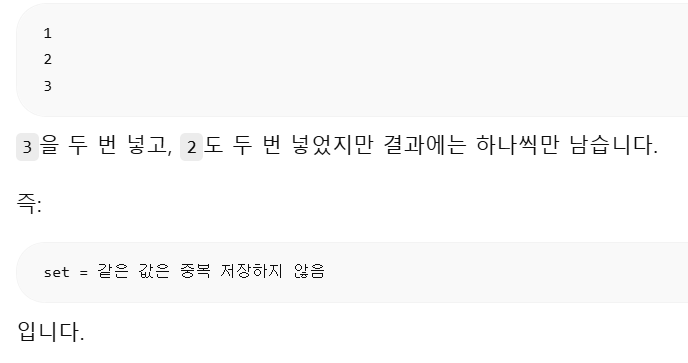 1
2
3
3을 두 번 넣고, 2도 두 번 넣었지만 결과에는 하나씩만 남습니다.
즉:
set = 같은 값은 중복 저장하지 않음
입니다.